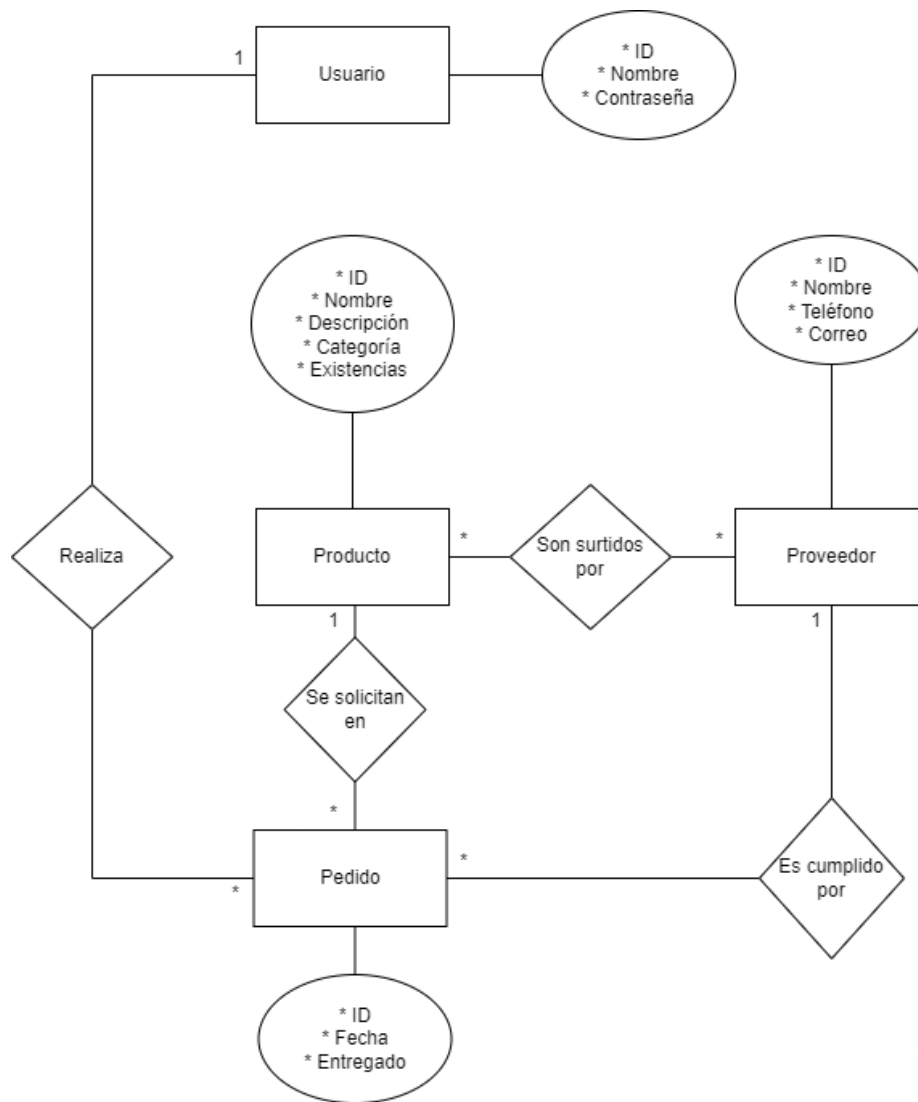 1
Usuario
* ID
* Nombre
* Contraseña
* ID
* Nombre
* Descripción
* Categoría
* Existencias
* ID
* Nombre
* Teléfono
* Correo
Realiza
Producto
*
Son surtidos
por
*
Proveedor
1
1
Se solicitan
en
*
*
Pedido
*
Es cumplido
por
* ID
* Fecha
* Entregado